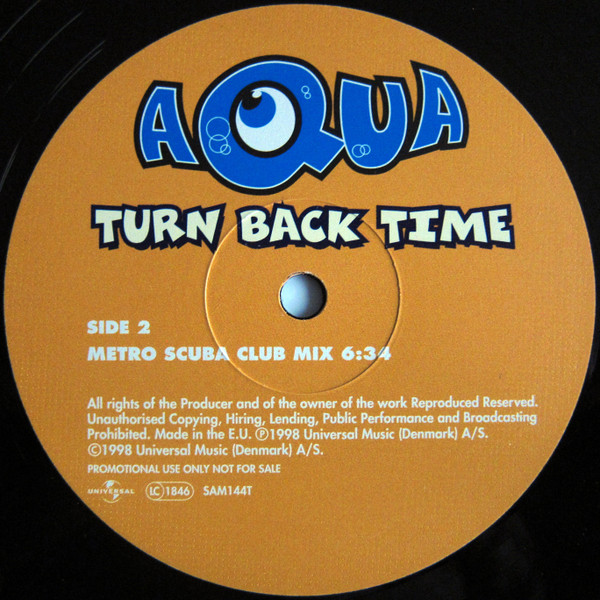 AQUA
TURN BACK TIME
SIDE 2
METRO SCUBA CLUB MIX 6:34
All rights of the Producer and of the owner of the work Reproduced Reserved.
Unauthorised Copying, Hiring, Lending, Public Performance and Broadcasting
Prohibited. Made in the E.U. ℗1998 Universal Music (Denmark) A/S.
©1998 Universal Music (Denmark) A/S.
PROMOTIONAL USE ONLY NOT FOR SALE
UNIVERSAL LC 1846 SAM144T